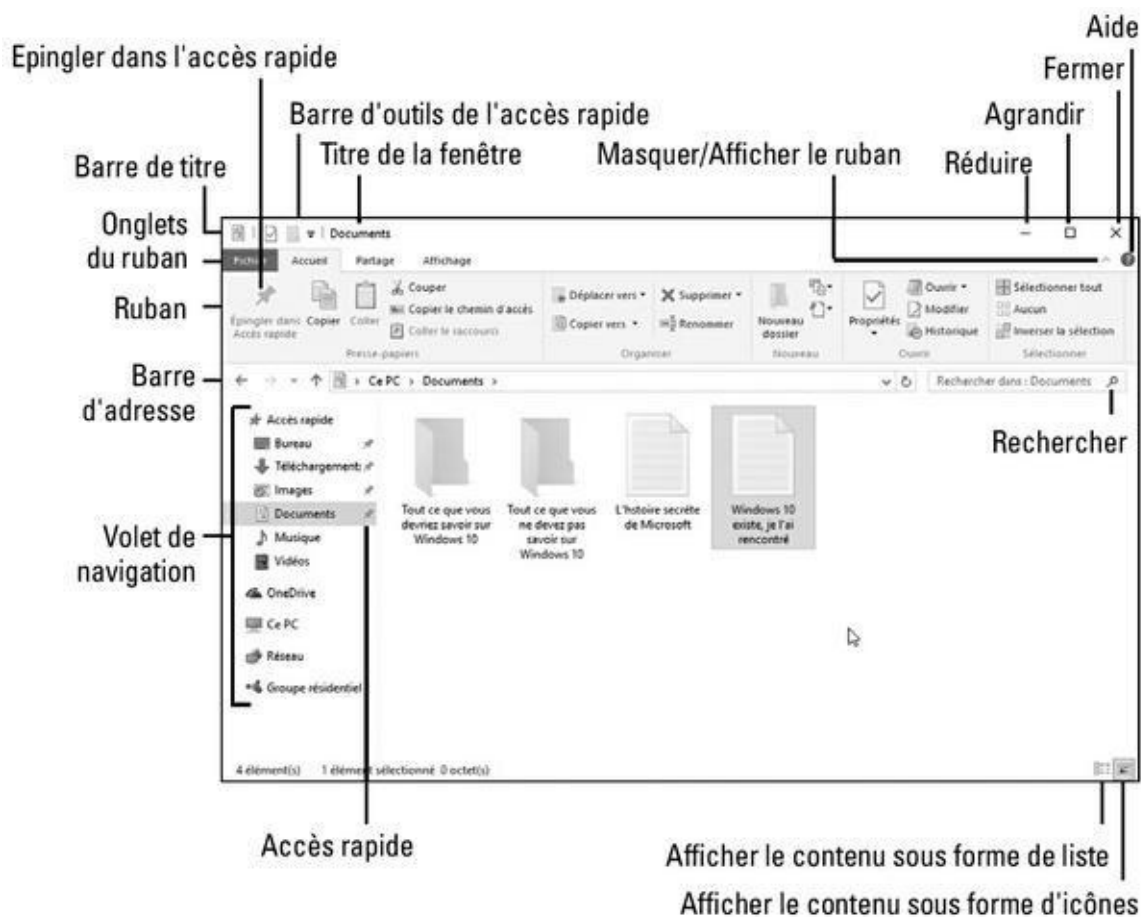 Aide
Epingler dans l'accès rapide
Fermer
Barre d'outils de l'accès rapide
Agrandir
Barre de titre
Titre de la fenêtre
Masquer/Afficher le ruban
Réduire
Onglets
du ruban
Documents
Fichier Accueil Partage Affichage
Ruban
Epingler dans
Accès rapide
Copier
Coller
Couper
Copier le chemin d'accès
Coller le raccourci
Presse-papiers
Déplacer vers
Copier vers
Supprimer
Renommer
Organiser
Nouveau
dossier
Nouveau
Propriétés
Ouvrir
Modifier
Historique
Ouvrir
Sélectionner tout
Aucun
Inverser la sélection
Sélectionner
Barre
d'adresse
Ce PC > Documents >
Rechercher dans : Documents
Rechercher
Volet de
navigation
Accès rapide
Bureau
Téléchargements
Images
Documents
Musique
Vidéos
OneDrive
Ce PC
Réseau
Groupe résidentiel
Tout ce que vous
devriez savoir sur
Windows 10
Tout ce que vous
ne devez pas
savoir sur
Windows 10
L'hstoire secrète
de Microsoft
Windows 10
existe, je l'ai
rencontré
4 élément(s) 1 élément sélectionné 0 octet(s)
Accès rapide
Afficher le contenu sous forme de liste
Afficher le contenu sous forme d'icônes